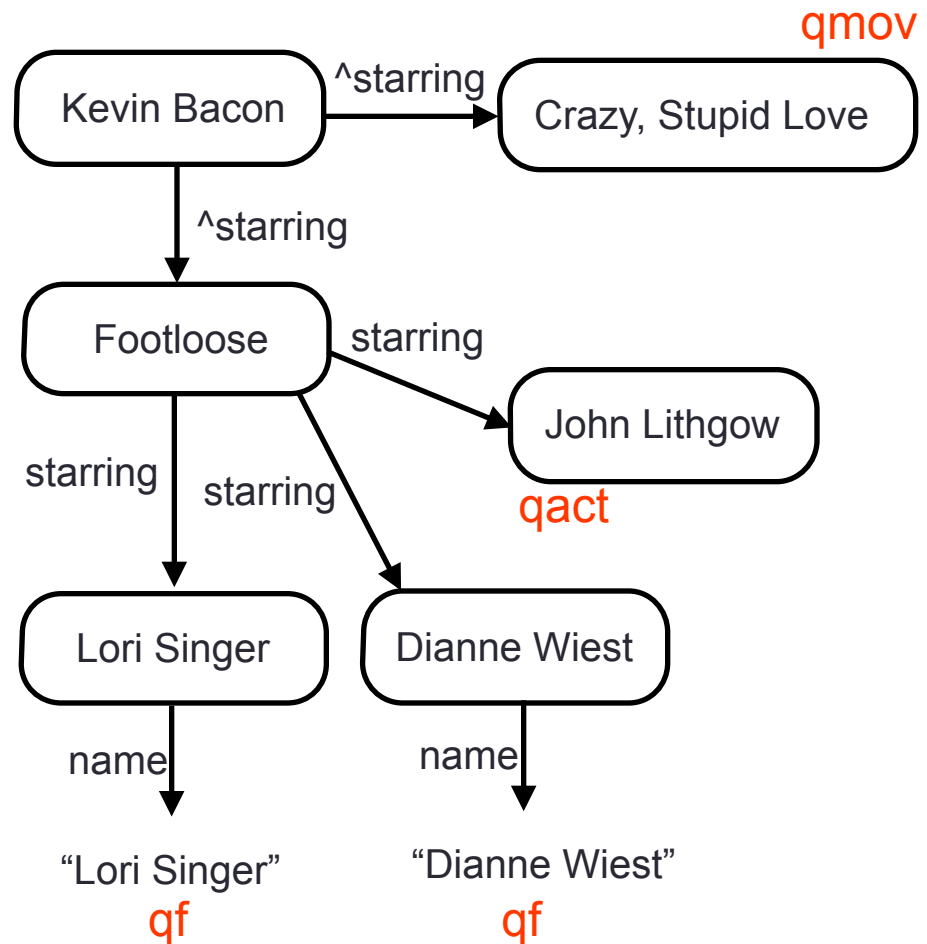 qmov
^starring
Kevin Bacon
Crazy, Stupid Love
^starring
Footloose
starring
John Lithgow
starring
starring
qact
Lori Singer
Dianne Wiest
name
name
“Lori Singer”
“Dianne Wiest”
qf
qf